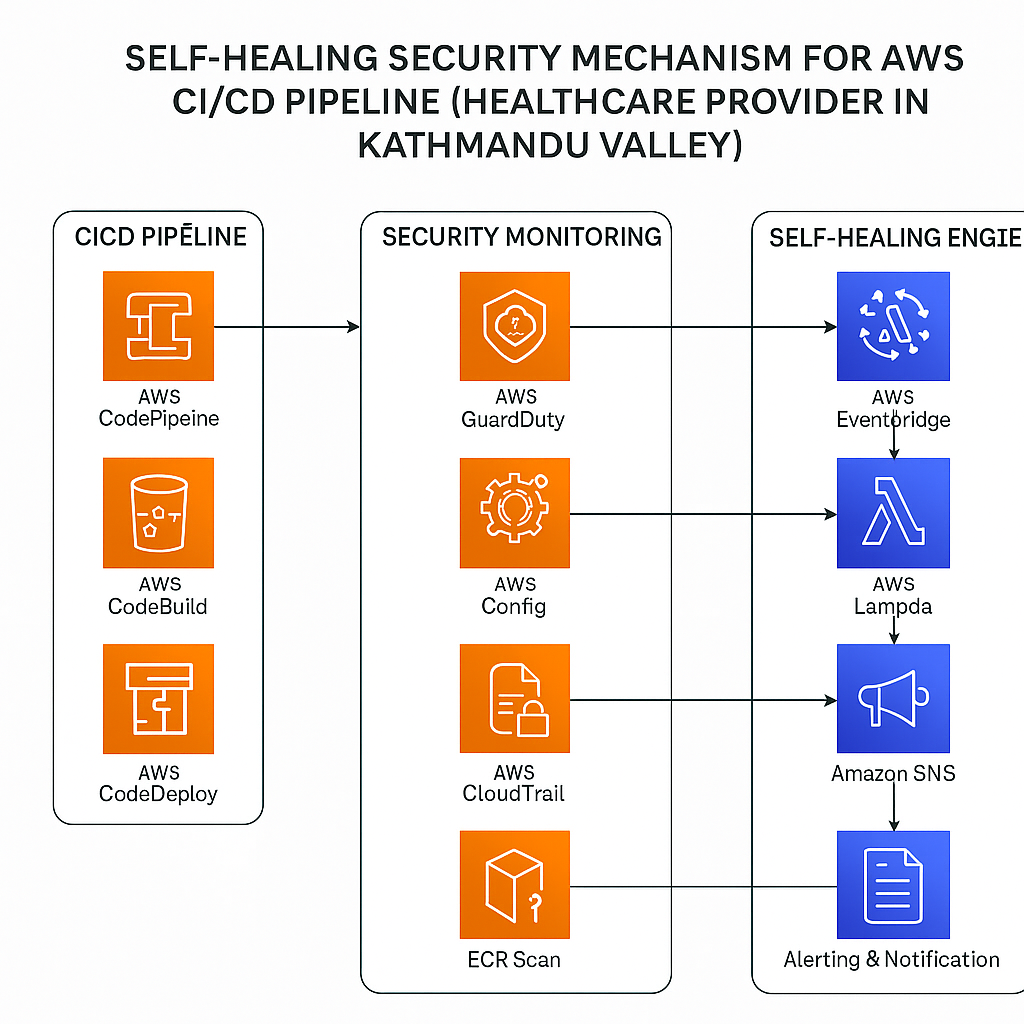 SELF-HEALING SECURITY MECHANISM FOR AWS
CI/CD PIPELINE (HEALTHCARE PROVIDER IN
KATHMANDU VALLEY)
CICD PIPĒLINE
AWS
CodePipeine
AWS
CodeBuild
AWS
CodeDeploy
SECURITY MONITORING
AWS
GuardDuty
AWS
Config
AWS
CloudTrail
ECR Scan
SELF-HEALING ENGIE
AWS
Eventbridge
AWS
Lampda
Amazon SNS
Alerting & Notification